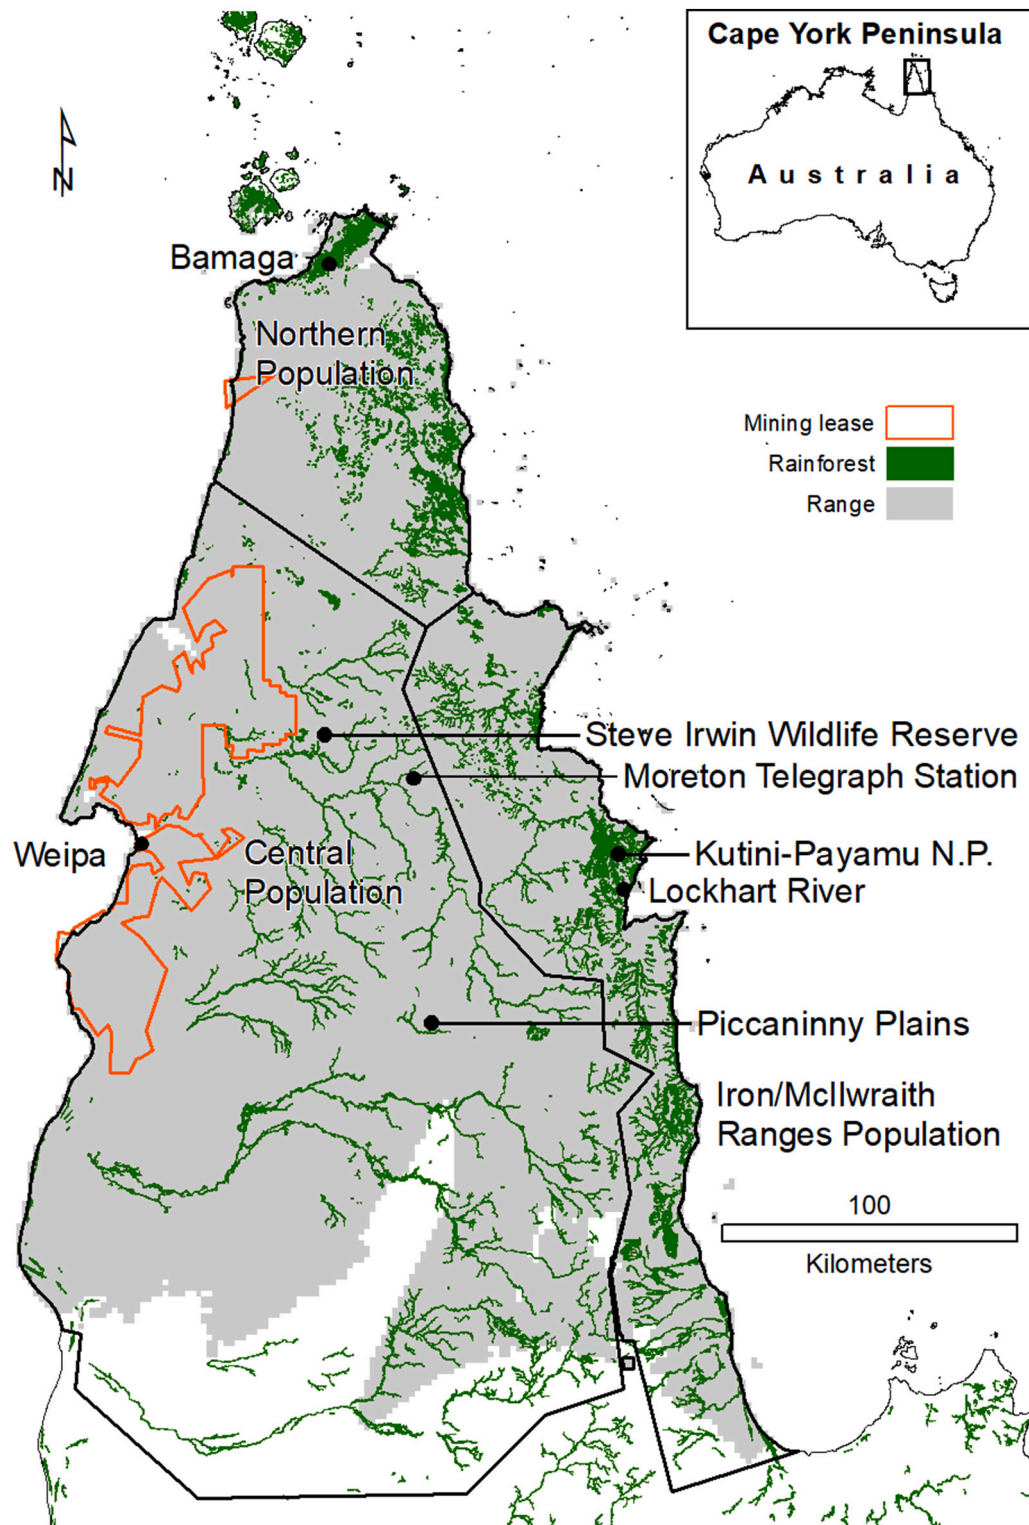 Cape York Peninsula
Australia
N
Bamaga
Northern
Population
Mining lease
Rainforest
Range
Steve Irwin Wildlife Reserve
Moreton Telegraph Station
Weipa
Central
Population
Kutini-Payamu N.P.
Lockhart River
Piccaninny Plains
Iron/McIlwraith
Ranges Population
100
Kilometers